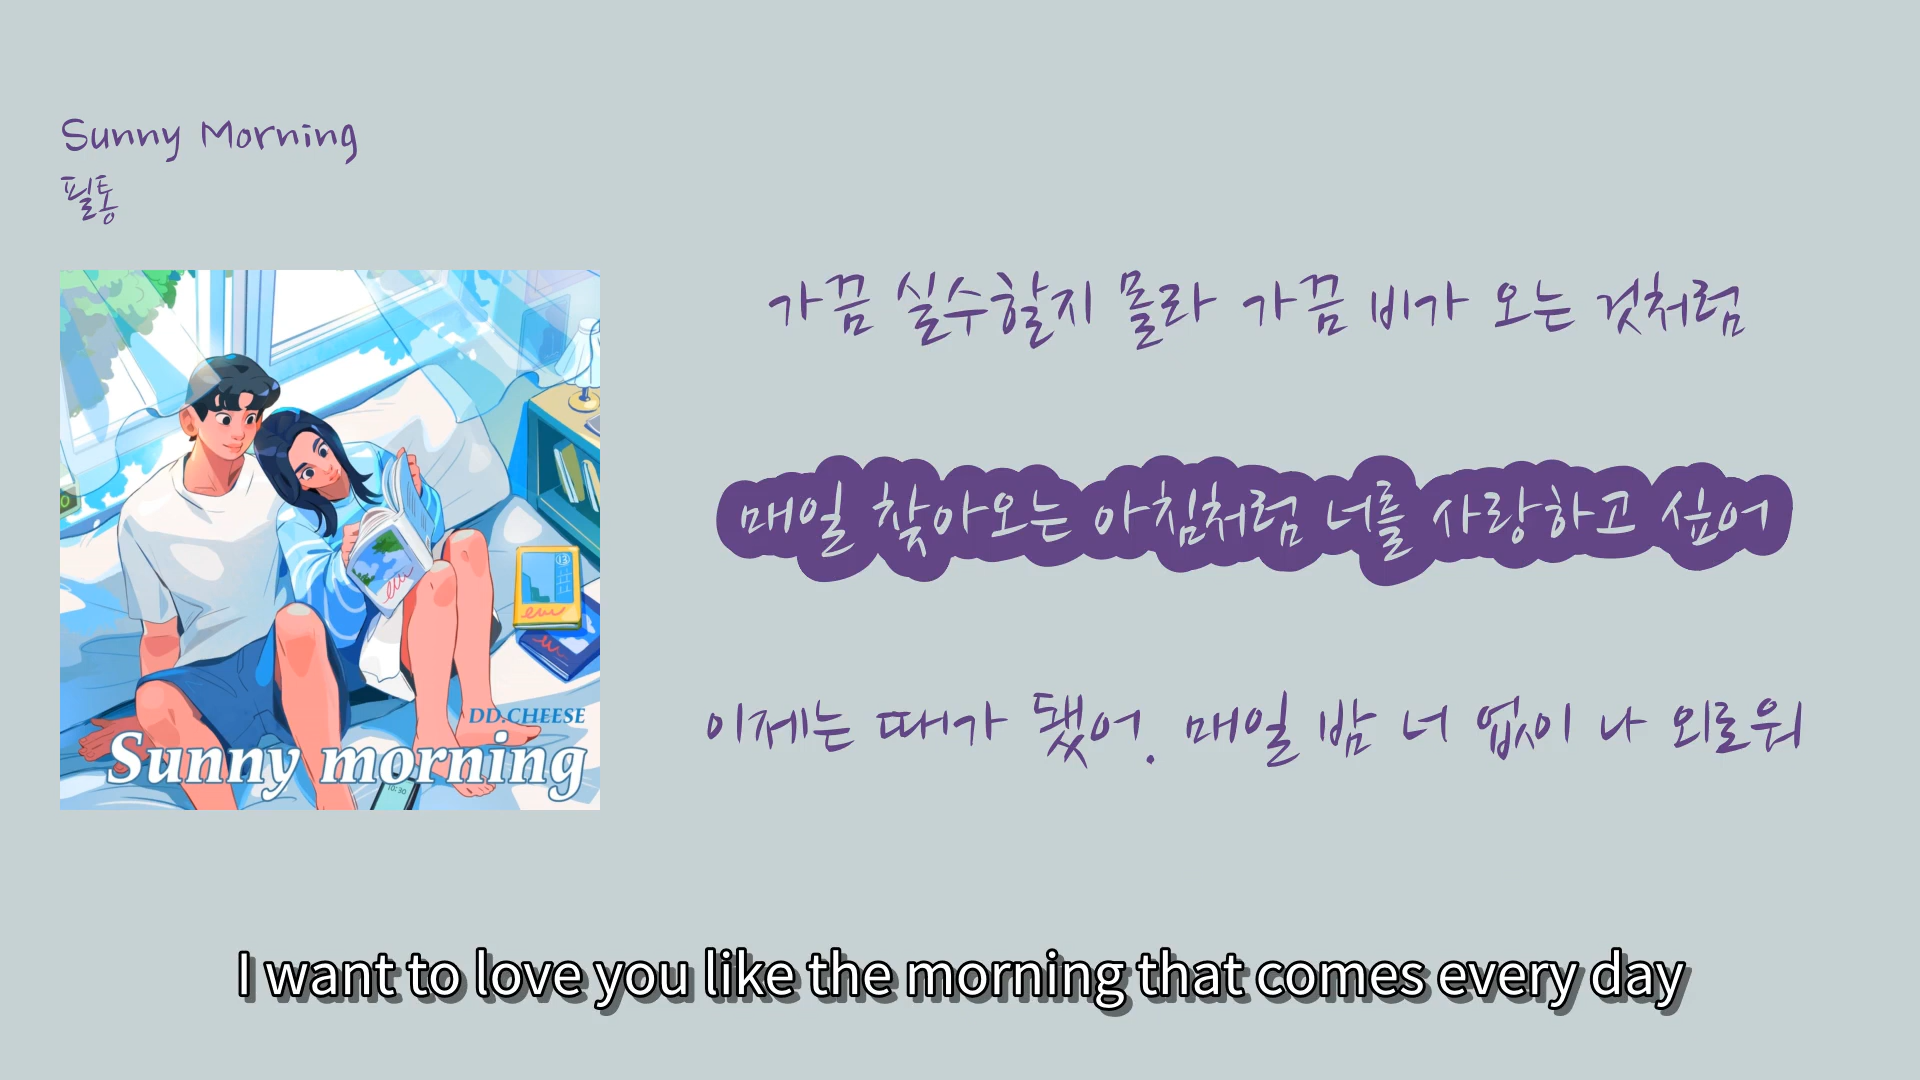 Sunny Morning
필통
가끔 실수할지 몰라 가끔 비가 오는 것처럼
매일 찾아오는 아침처럼 너를 사랑하고 싶어
이제는 때가 됐어. 매일 밤 너 없이 나 외로워
DD.CHEESE
Sunny morning
10:30
I want to love you like the morning that comes every day